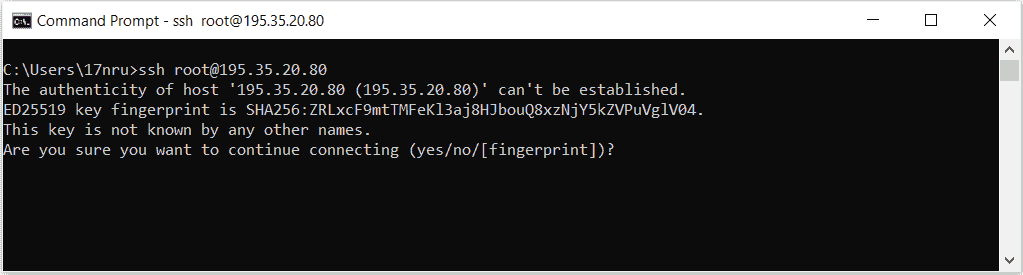 Command Prompt - ssh root@195.35.20.80
C:\Users\17nru>ssh root@195.35.20.80
The authenticity of host '195.35.20.80 (195.35.20.80)' can't be established.
ED25519 key fingerprint is SHA256:ZRLxcF9mtTMFeKl3aj8HJbouQ8xzNjY5kZVPuVglV04.
This key is not known by any other names.
Are you sure you want to continue connecting (yes/no/[fingerprint])?